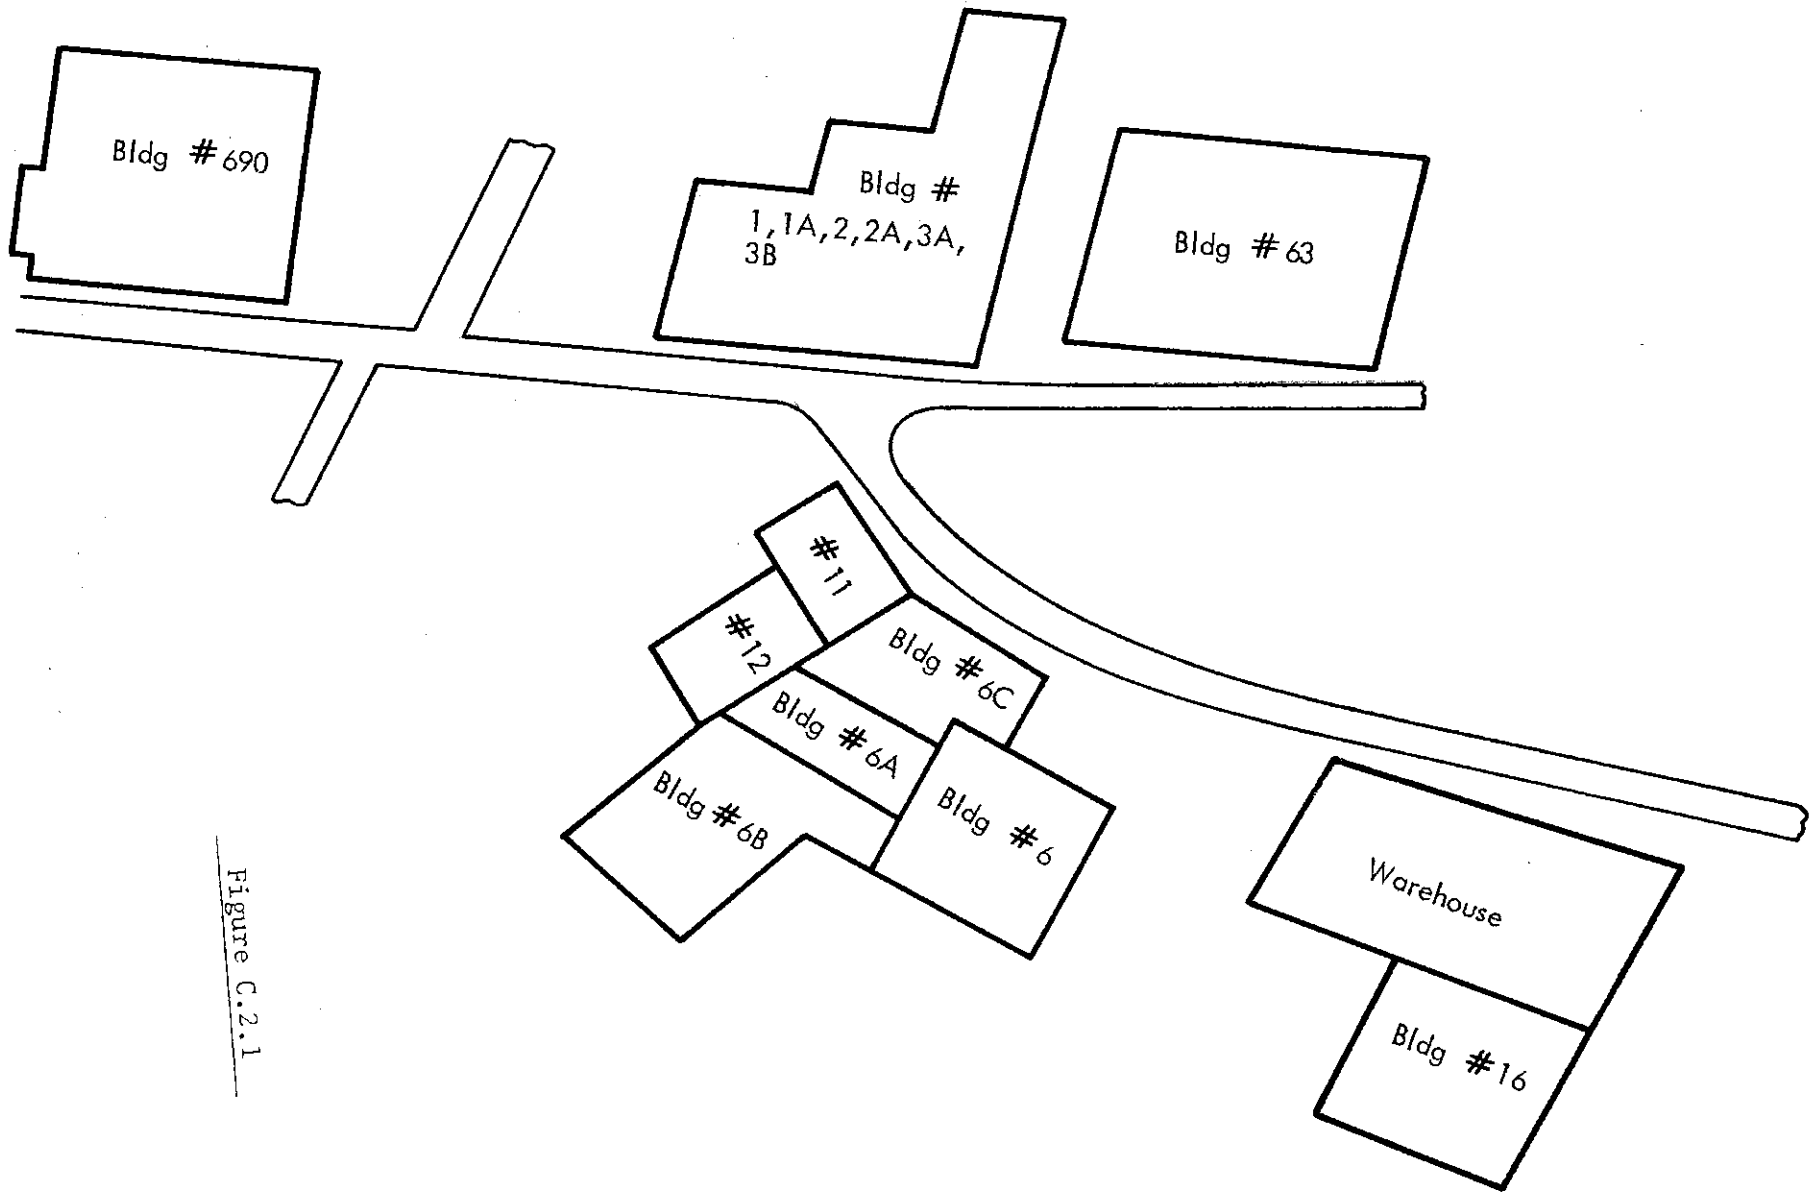 Bldg #690
Bldg #
1,1A,2,2A,3A,
3B
Bldg #63
#11
#12
Bldg #6C
Bldg #6A
Bldg #6B
Bldg #6
Warehouse
Bldg #16
Figure C.2.1